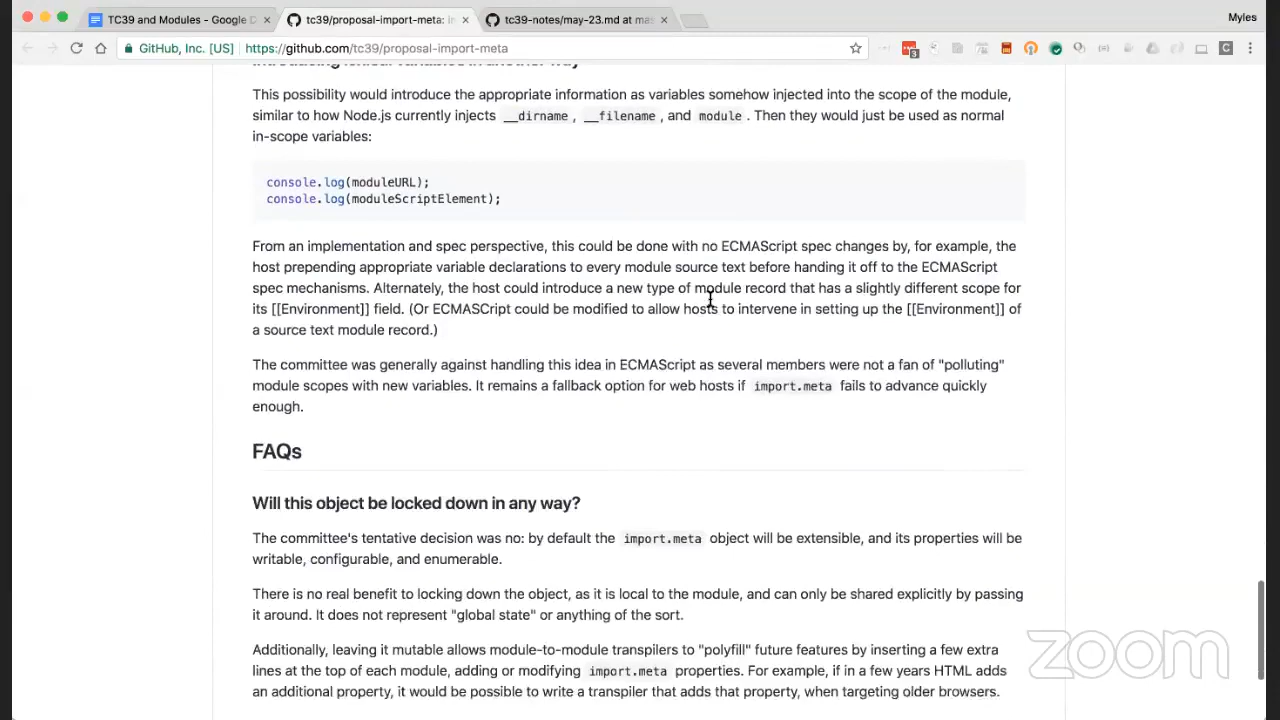 TC39 and Modules - Google D
tc39/proposal-import-meta: i
tc39-notes/may-23.md at mas
Myles
GitHub, Inc. [US]
https://github.com/tc39/proposal-import-meta
3
C
Introducing lexical variables in another way
This possibility would introduce the appropriate information as variables somehow injected into the scope of the module,
similar to how Node.js currently injects __dirname , __filename , and module . Then they would just be used as normal
in-scope variables:
console.log(moduleURL);
console.log(moduleScriptElement);
From an implementation and spec perspective, this could be done with no ECMAScript spec changes by, for example, the
host prepending appropriate variable declarations to every module source text before handing it off to the ECMAScript
spec mechanisms. Alternately, the host could introduce a new type of module record that has a slightly different scope for
its [[Environment]] field. (Or ECMASCript could be modified to allow hosts to intervene in setting up the [[Environment]] of
a source text module record.)
The committee was generally against handling this idea in ECMAScript as several members were not a fan of "polluting"
module scopes with new variables. It remains a fallback option for web hosts if import.meta fails to advance quickly
enough.
FAQs
Will this object be locked down in any way?
The committee's tentative decision was no: by default the import.meta object will be extensible, and its properties will be
writable, configurable, and enumerable.
There is no real benefit to locking down the object, as it is local to the module, and can only be shared explicitly by passing
it around. It does not represent "global state" or anything of the sort.
Additionally, leaving it mutable allows module-to-module transpilers to "polyfill" future features by inserting a few extra
lines at the top of each module, adding or modifying import.meta properties. For example, if in a few years HTML adds
an additional property, it would be possible to write a transpiler that adds that property, when targeting older browsers.
zoom